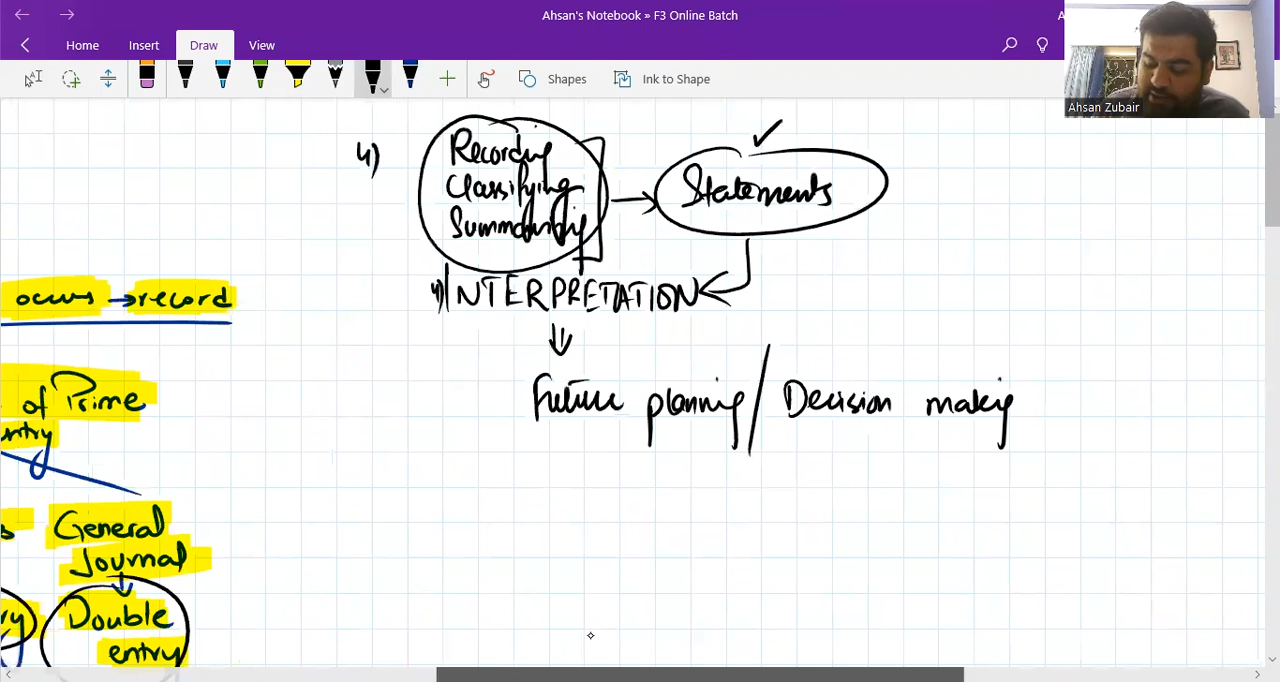 Ahsan's Notebook » F3 Online Batch
A
Home Insert Draw View
Shapes Ink to Shape
Ahsan Zubair
4) Recording
Classifying
Summarizing
→ Statements ✓
4) INTERPRETATION
Future planning / Decision making
occurs → record
of Prime
entry
s General
Journal
ry Double
entry